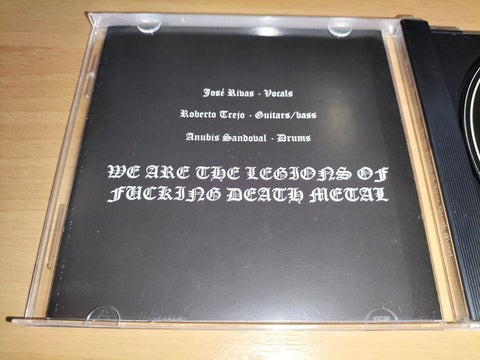 José Rivas - Vocals
Roberto Trejo - Guitars/bass
Anubis Sandoval - Drums
WE ARE THE LEGIONS OF
FUCKING DEATH METAL